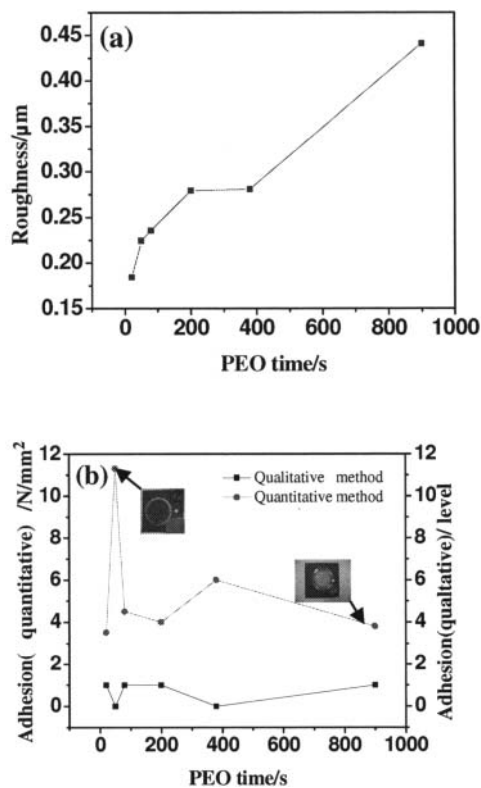 (a)
0.45
0.40
0.35
0.30
0.25
0.20
0.15
Roughness/μm
0 200 400 600 800 1000
PEO time/s
(b)
12
10
8
6
4
2
0
Adhesion( quantitative) /N/mm²
Qualitative method
Quantitative method
12
10
8
6
4
2
0
Adhesion(qualtative)/ level
0 200 400 600 800 1000
PEO time/s